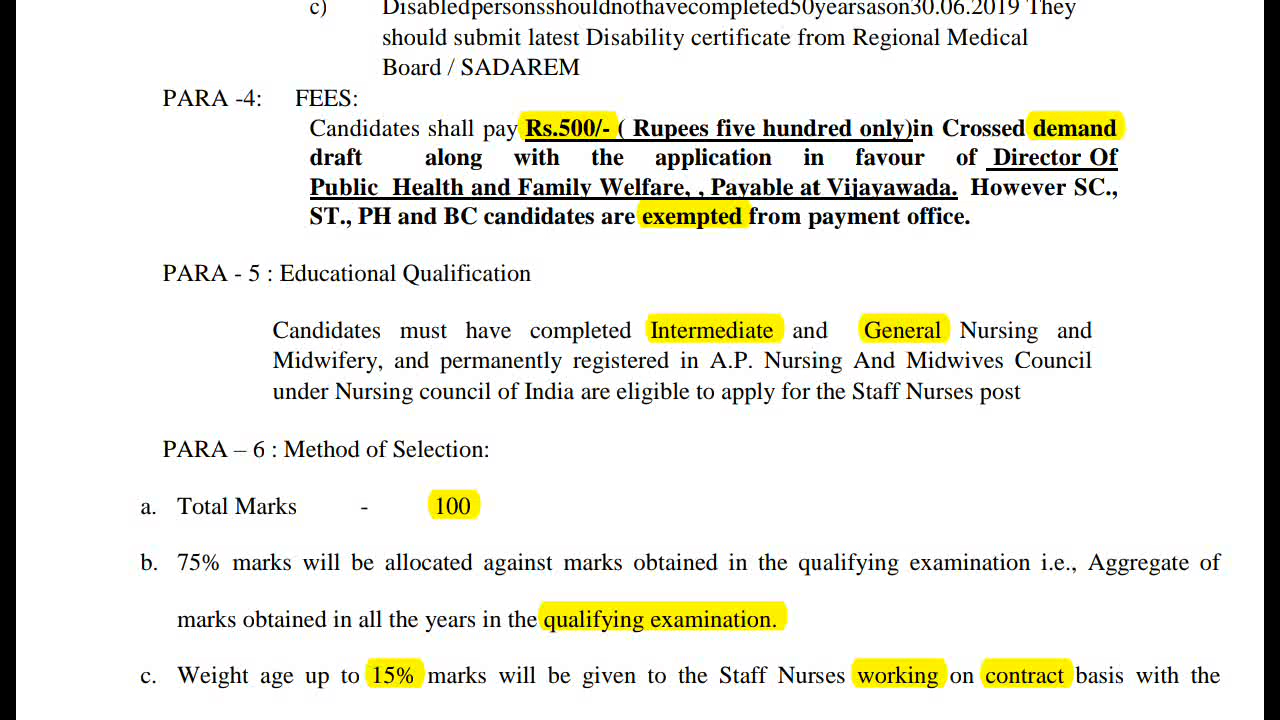 c) Disabledpersonsshouldnothavecompleted50yearsason30.06.2019 They
should submit latest Disability certificate from Regional Medical
Board / SADAREM
PARA -4: FEES:
Candidates shall pay Rs.500/- ( Rupees five hundred only)in Crossed demand
draft along with the application in favour of Director Of
Public Health and Family Welfare, , Payable at Vijayawada. However SC.,
ST., PH and BC candidates are exempted from payment office.
PARA - 5 : Educational Qualification
Candidates must have completed Intermediate and General Nursing and
Midwifery, and permanently registered in A.P. Nursing And Midwives Council
under Nursing council of India are eligible to apply for the Staff Nurses post
PARA – 6 : Method of Selection:
a. Total Marks - 100
b. 75% marks will be allocated against marks obtained in the qualifying examination i.e., Aggregate of
marks obtained in all the years in the qualifying examination.
c. Weight age up to 15% marks will be given to the Staff Nurses working on contract basis with the